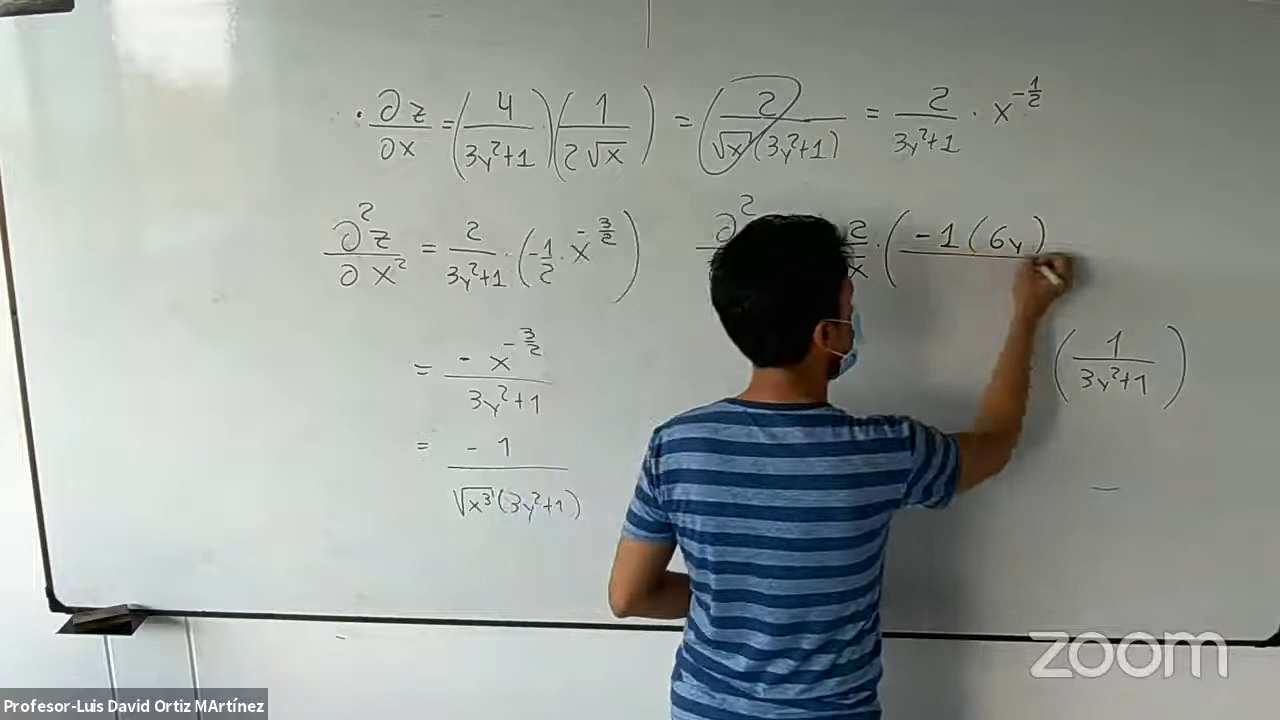 ∂z/∂x = (4/(3y²+1))(1/(2√x)) = (2/(√x(3y²+1))) = 2/(3y²+1) · x^(-1/2)
∂²z/∂x² = 2/(3y²+1) · (-1/2 · x^(-3/2))
∂² 2/√x · (-1(6y)
= -x^(-3/2)/(3y²+1)
(1/(3y²+1))
= -1/(√x³(3y²+1))
zoom
Profesor-Luis David Ortiz MArtínez